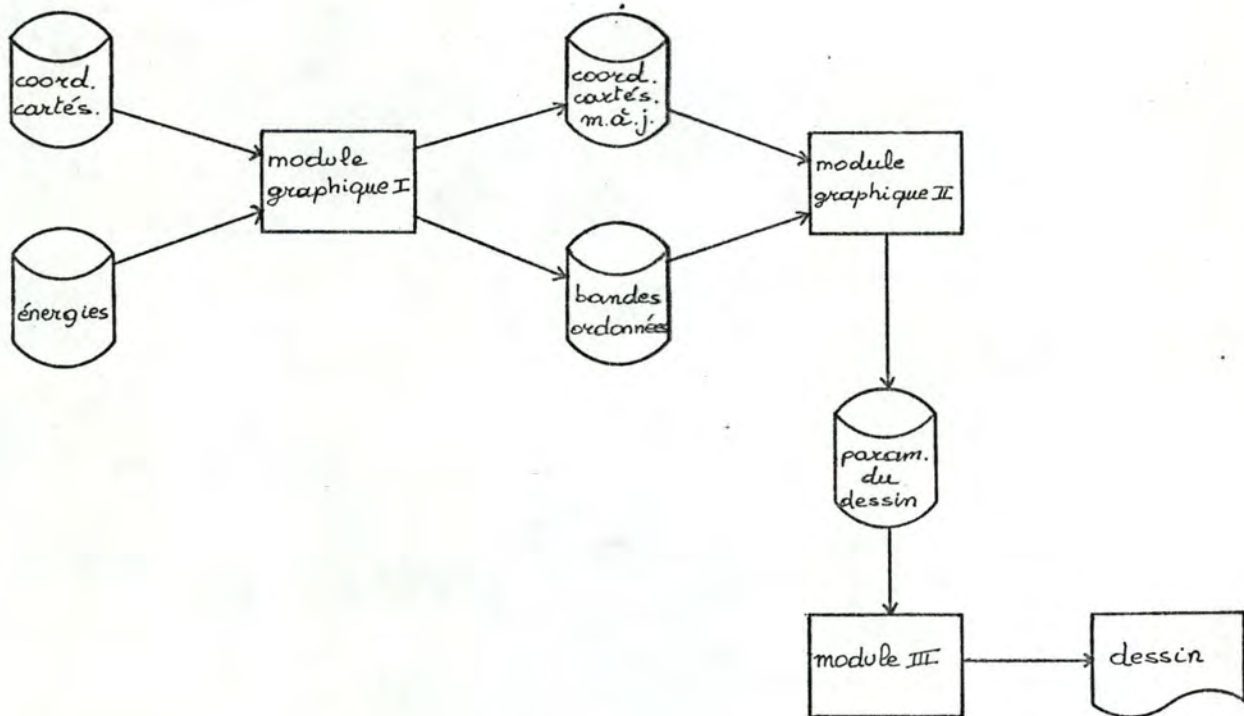 coord.
cartés.
énergies
module
graphique I
coord.
cartés.
m.à.j.
bandes
ordonnées
module
graphique II
param.
du
dessin
module III
dessin